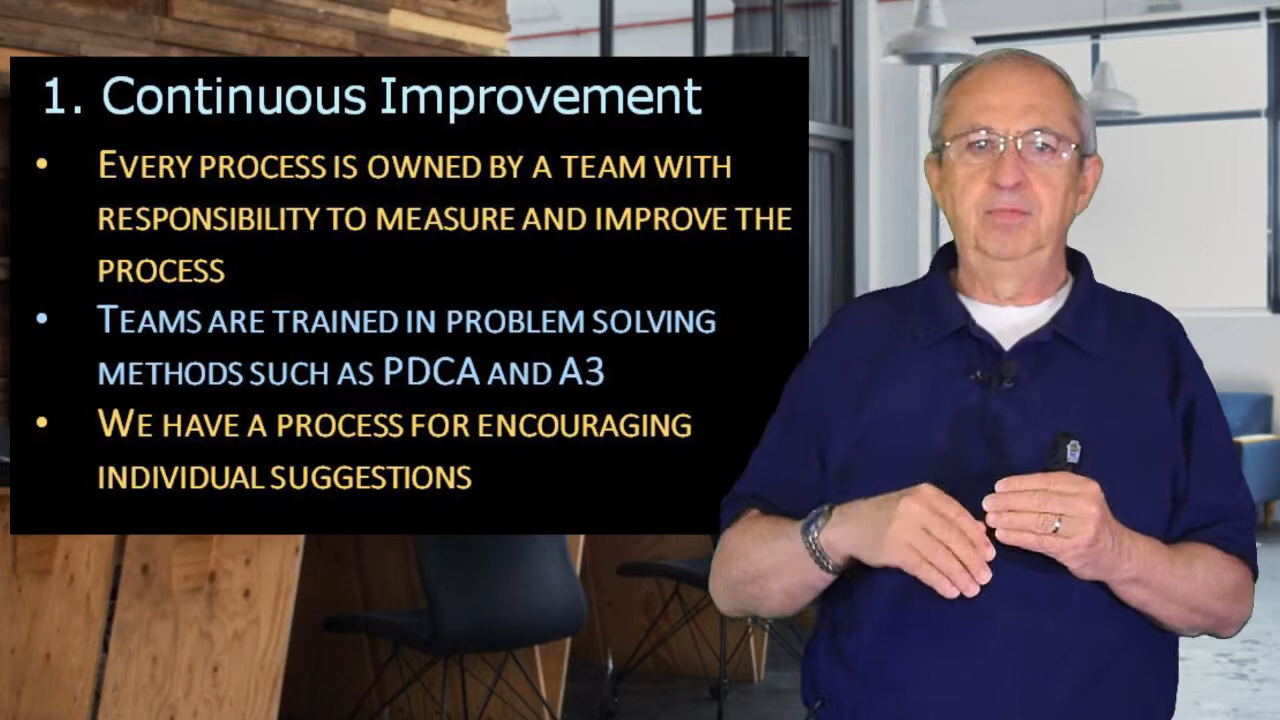 1. Continuous Improvement
• Every process is owned by a team with
responsibility to measure and improve the
process
• Teams are trained in problem solving
methods such as PDCA and A3
• We have a process for encouraging
individual suggestions